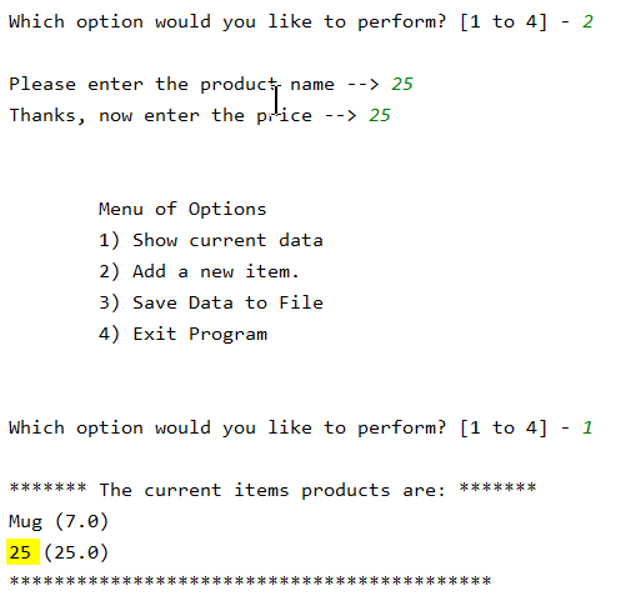 Which option would you like to perform? [1 to 4] - 2
Please enter the product name --> 25
Thanks, now enter the price --> 25
Menu of Options
1) Show current data
2) Add a new item.
3) Save Data to File
4) Exit Program
Which option would you like to perform? [1 to 4] - 1
******* The current items products are: *******
Mug (7.0)
25 (25.0)
*******************************************